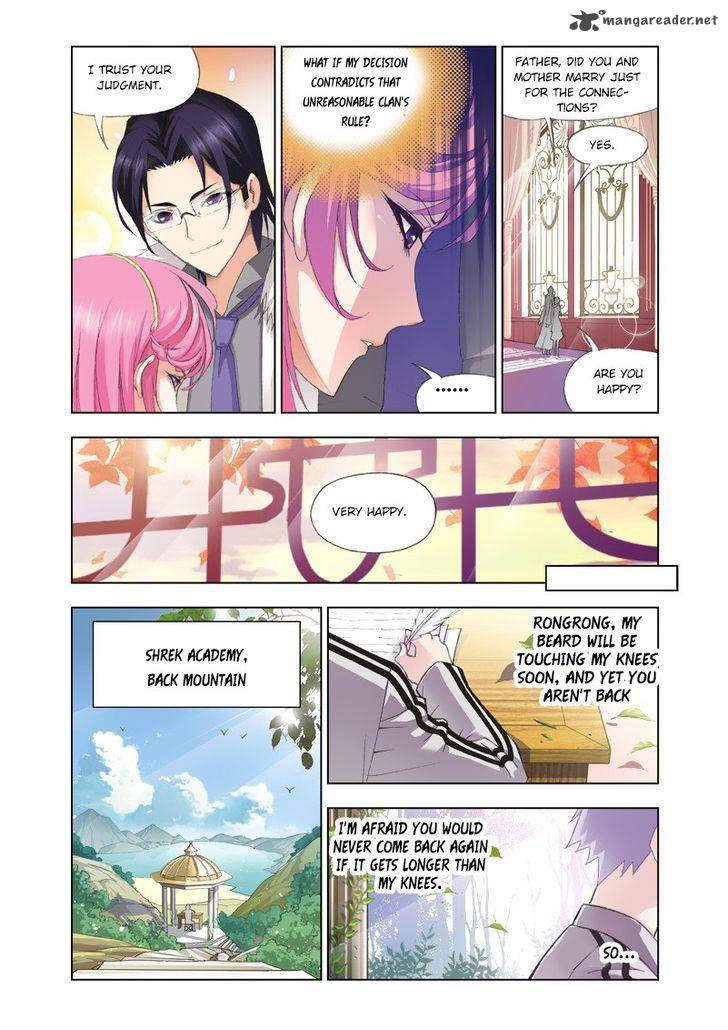 mangareader.net
I TRUST YOUR
JUDGMENT.
WHAT IF MY DECISION
CONTRADICTS THAT
UNREASONABLE CLAN'S
RULE?
......
FATHER, DID YOU AND
MOTHER MARRY JUST
FOR THE CONNEC-
TIONS?
YES.
ARE YOU
HAPPY?
VERY HAPPY.
SHREK ACADEMY,
BACK MOUNTAIN
RONGRONG, MY
BEARD WILL BE
TOUCHING MY KNEES
SOON, AND YET YOU
AREN'T BACK
I'M AFRAID YOU WOULD
NEVER COME BACK AGAIN
IF IT GETS LONGER THAN
MY KNEES.
SO...